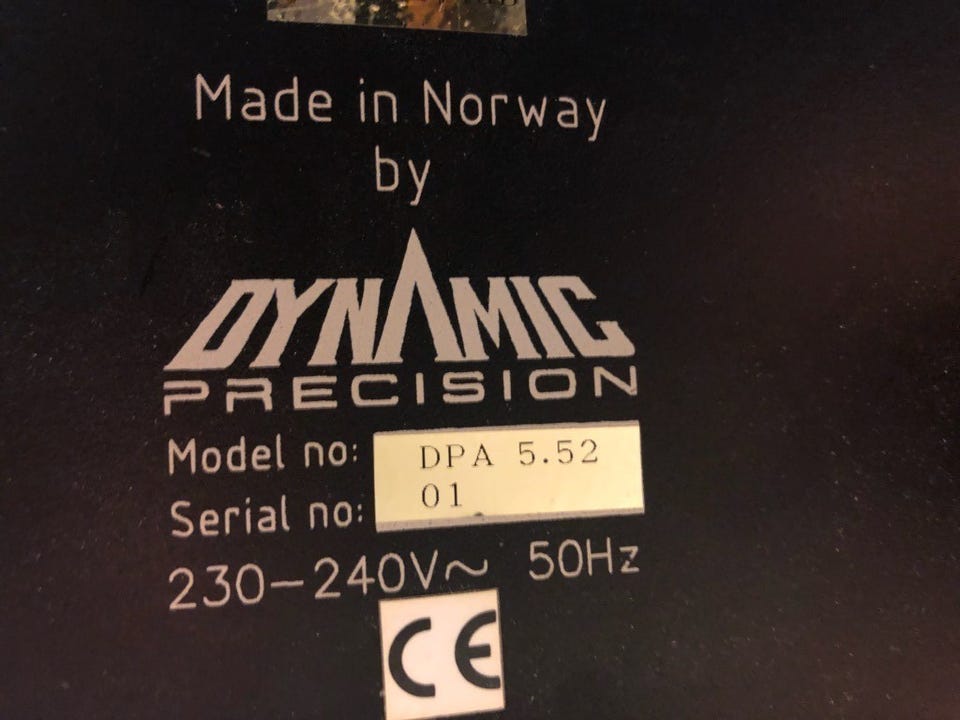 Made in Norway
by
DYNAMIC
PRECISION
Model no: DPA 5.52
Serial no: 01
230-240V~ 50Hz
CE